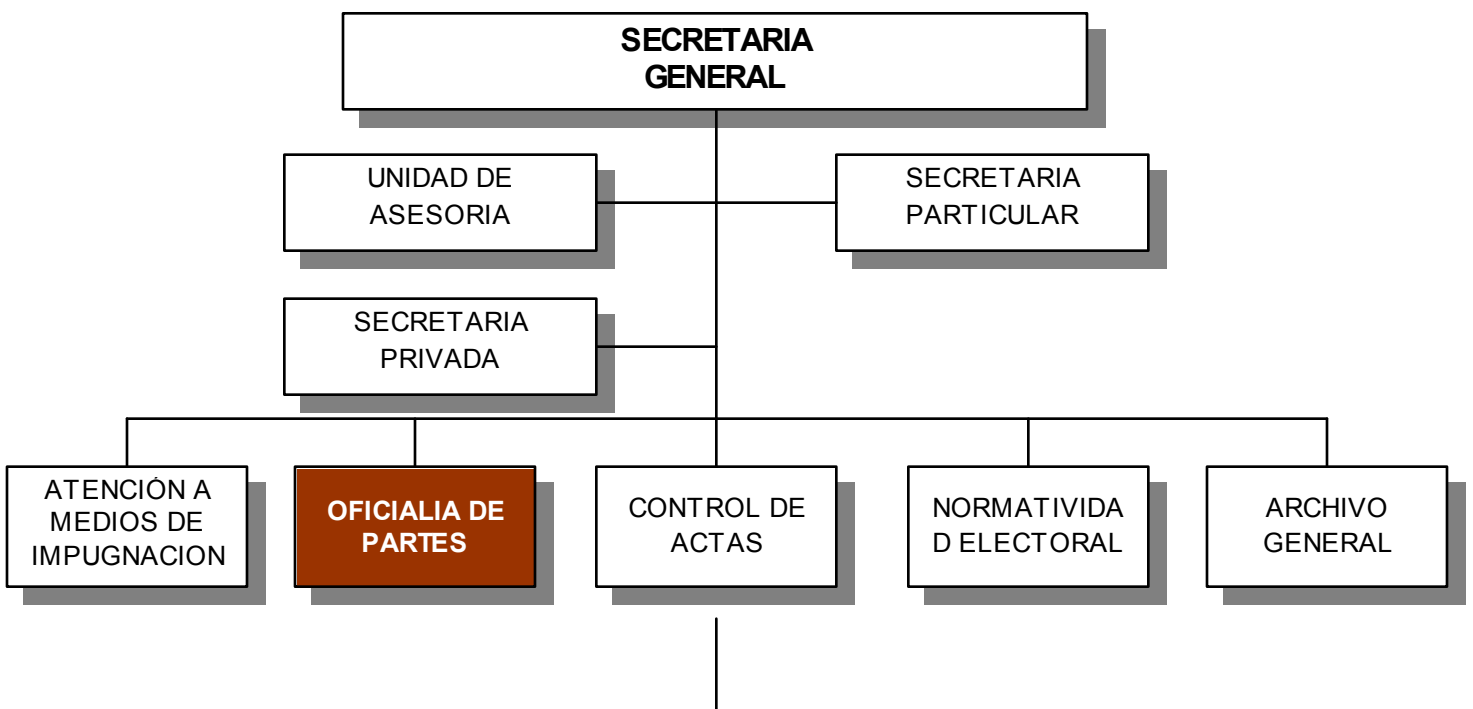 SECRETARIA
GENERAL
UNIDAD DE
ASESORIA
SECRETARIA
PARTICULAR
SECRETARIA
PRIVADA
ATENCIÓN A
MEDIOS DE
IMPUGNACION
OFICIALIA DE
PARTES
CONTROL DE
ACTAS
NORMATIVIDA
D ELECTORAL
ARCHIVO
GENERAL